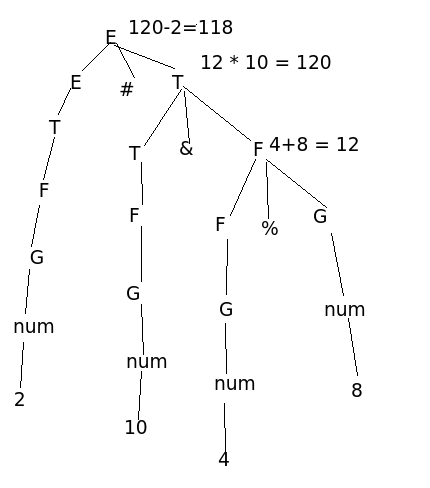 E 120-2=118
12 * 10 = 120
E # T
T
T & F 4+8 = 12
F
F F % G
G
G G num
num
num num
2 8
10
4